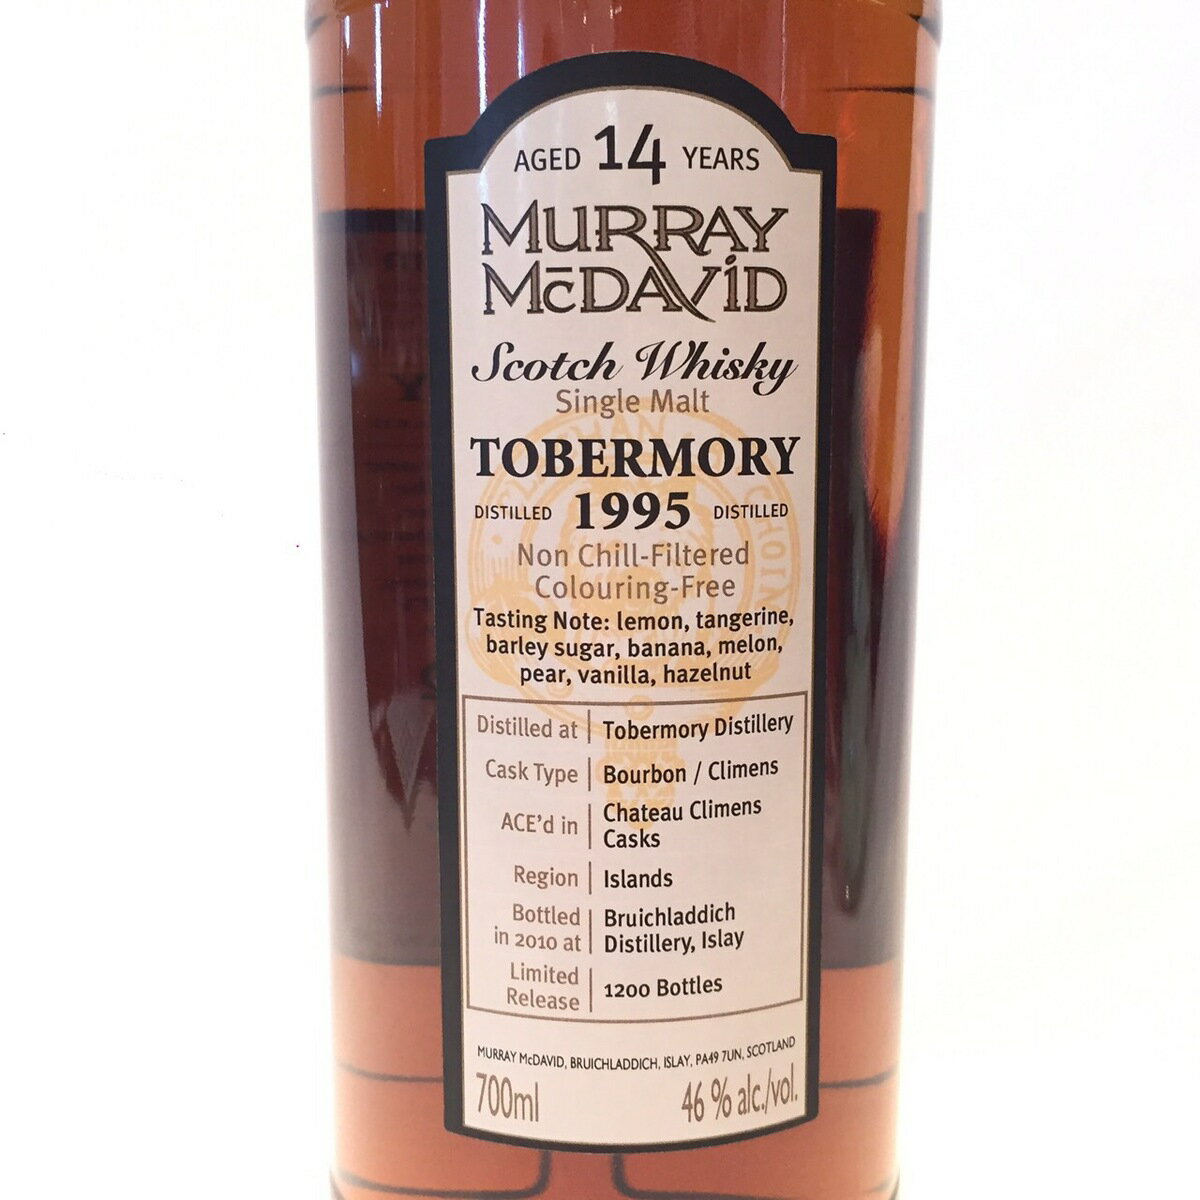 AGED 14 YEARS
MURRAY
McDAVID
Scotch Whisky
Single Malt
TOBERMORY
DISTILLED 1995 DISTILLED
Non Chill-Filtered
Colouring-Free
Tasting Note: lemon, tangerine,
barley sugar, banana, melon,
pear, vanilla, hazelnut
Distilled at | Tobermory Distillery
Cask Type | Bourbon / Climens
ACE'd in | Chateau Climens
Casks
Region | Islands
Bottled
in 2010 at | Bruichladdich
Distillery, Islay
Limited
Release | 1200 Bottles
MURRAY McDAVID, BRUICHLADDICH, ISLAY, PA49 7UN, SCOTLAND
700ml 46 % alc./vol.